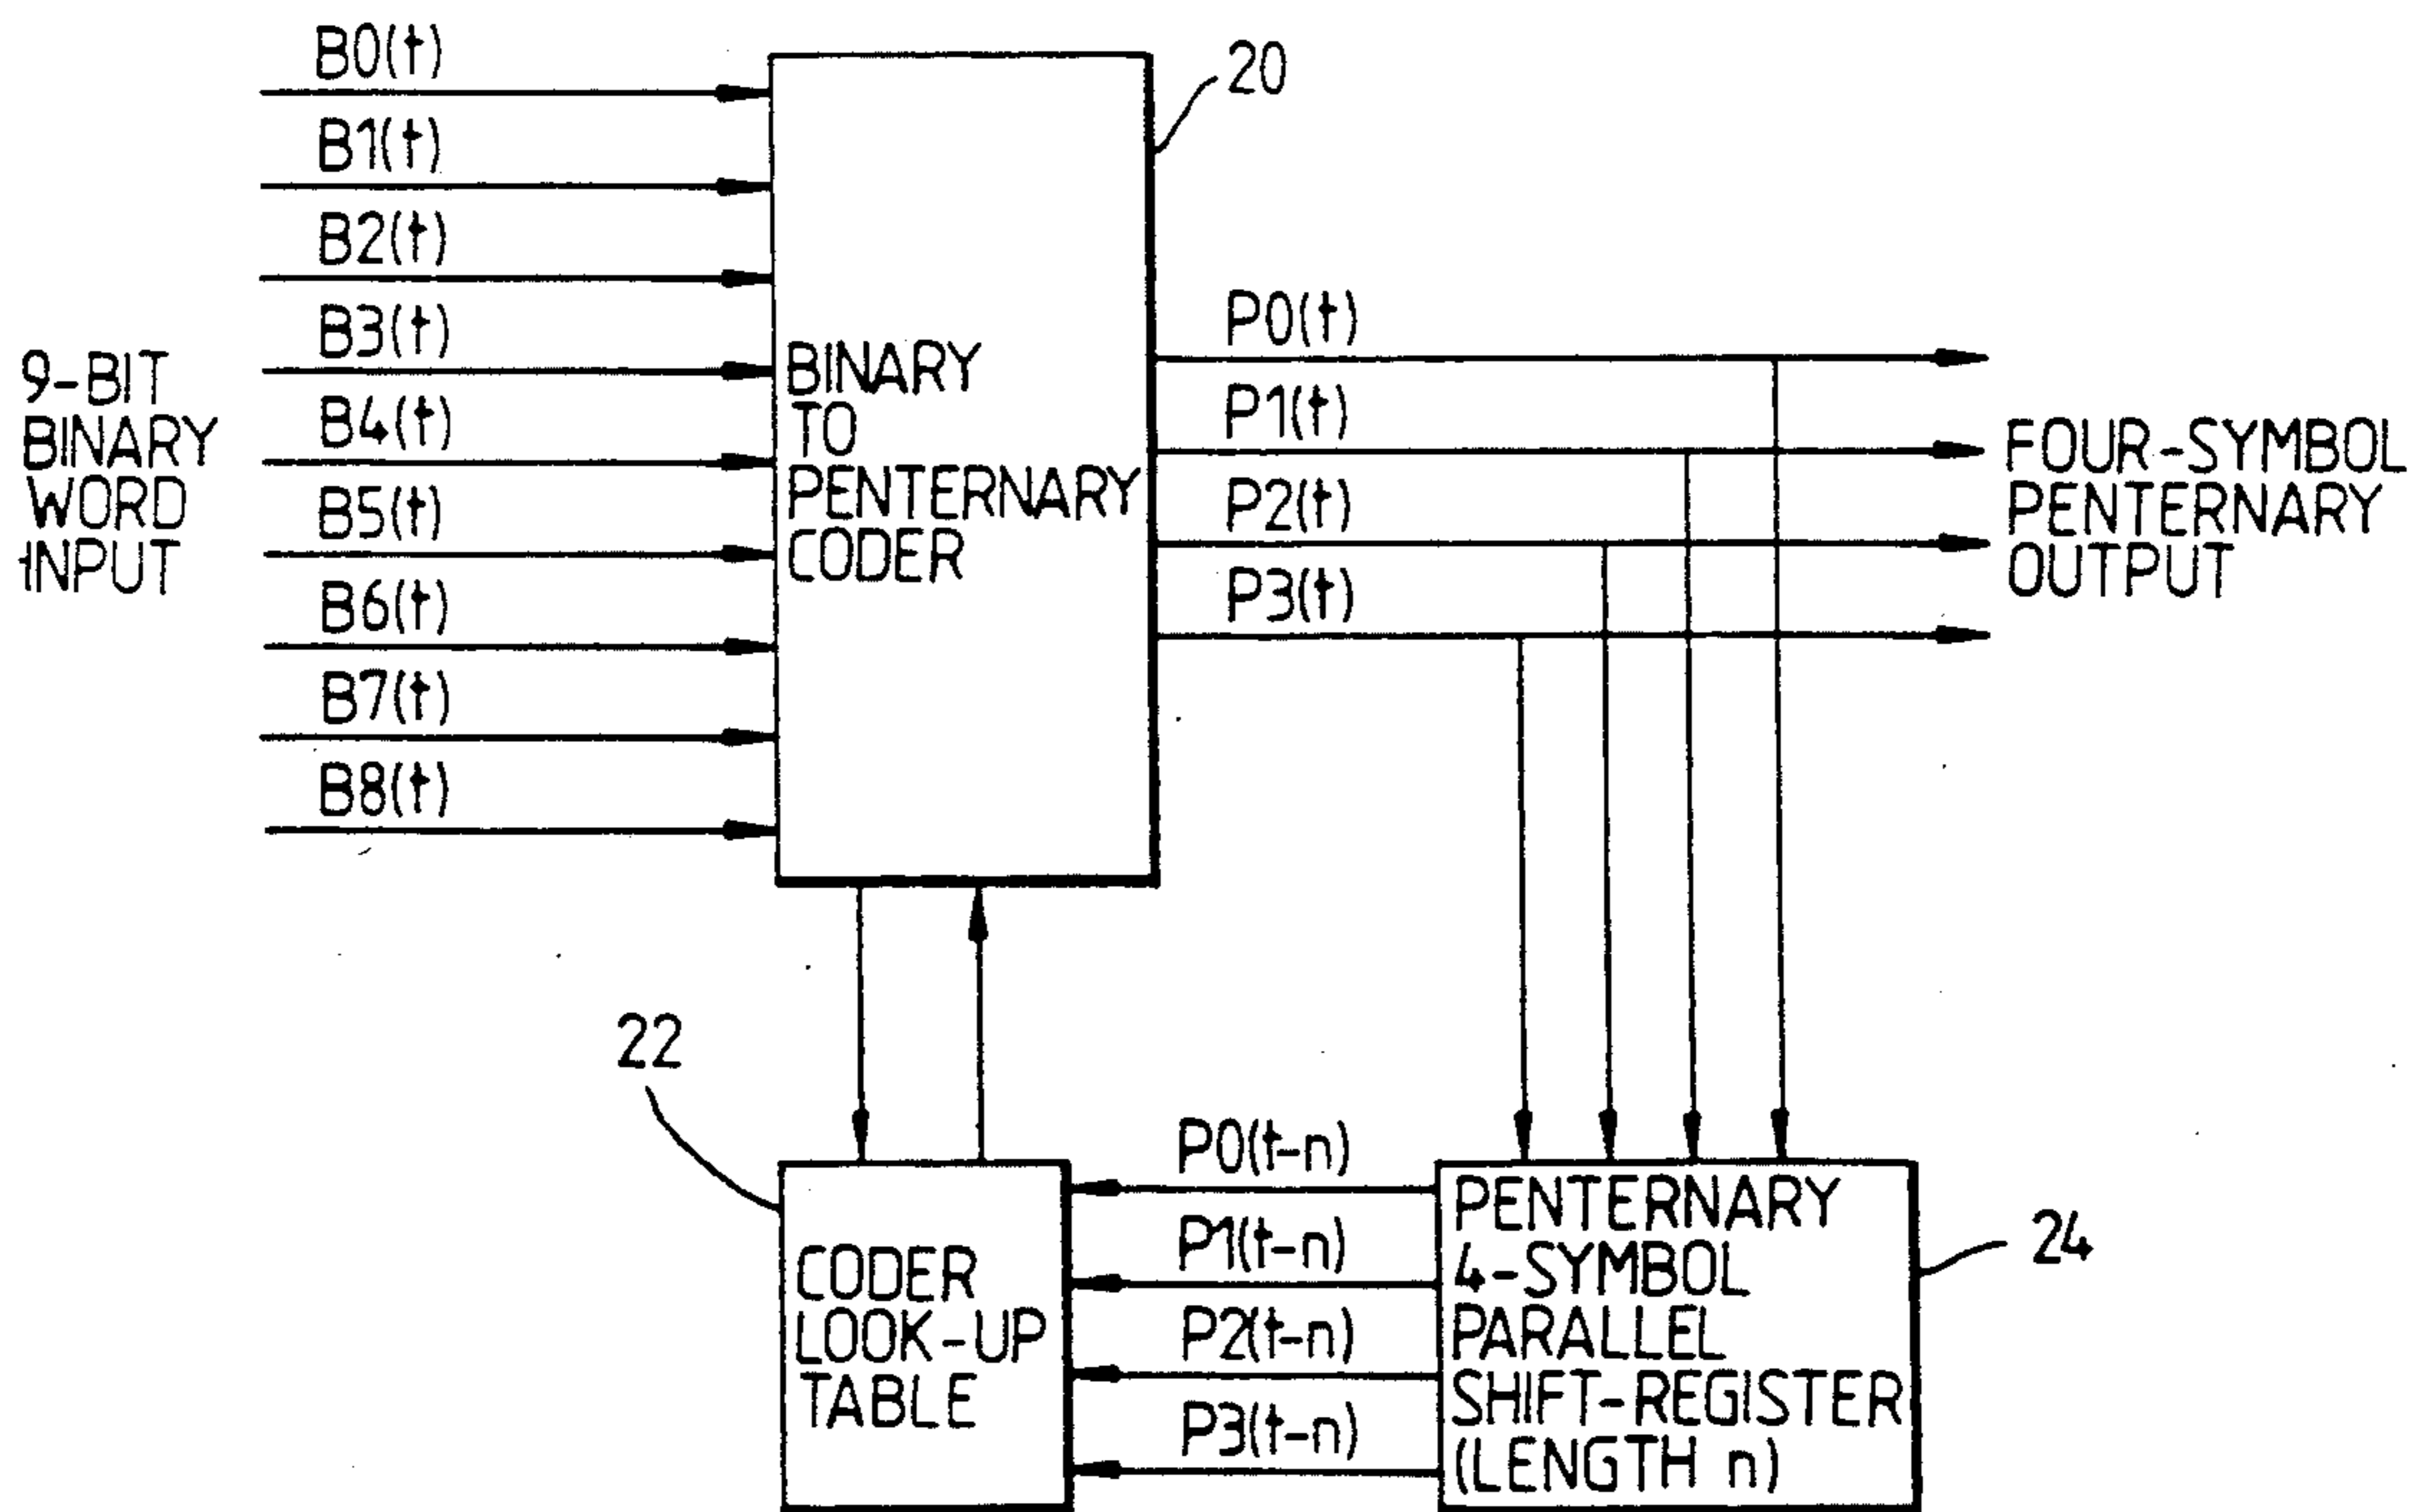 B0(t)
B1(t)
B2(t)
B3(t)
B4(t)
B5(t)
B6(t)
B7(t)
B8(t)
9-BIT
BINARY
WORD
INPUT
BINARY
TO
PENTERNARY
CODER
20
P0(t)
P1(t)
P2(t)
P3(t)
FOUR-SYMBOL
PENTERNARY
OUTPUT
22
CODER
LOOK-UP
TABLE
P0(t-n)
P1(t-n)
P2(t-n)
P3(t-n)
PENTERNARY
4-SYMBOL
PARALLEL
SHIFT-REGISTER
(LENGTH n)
24